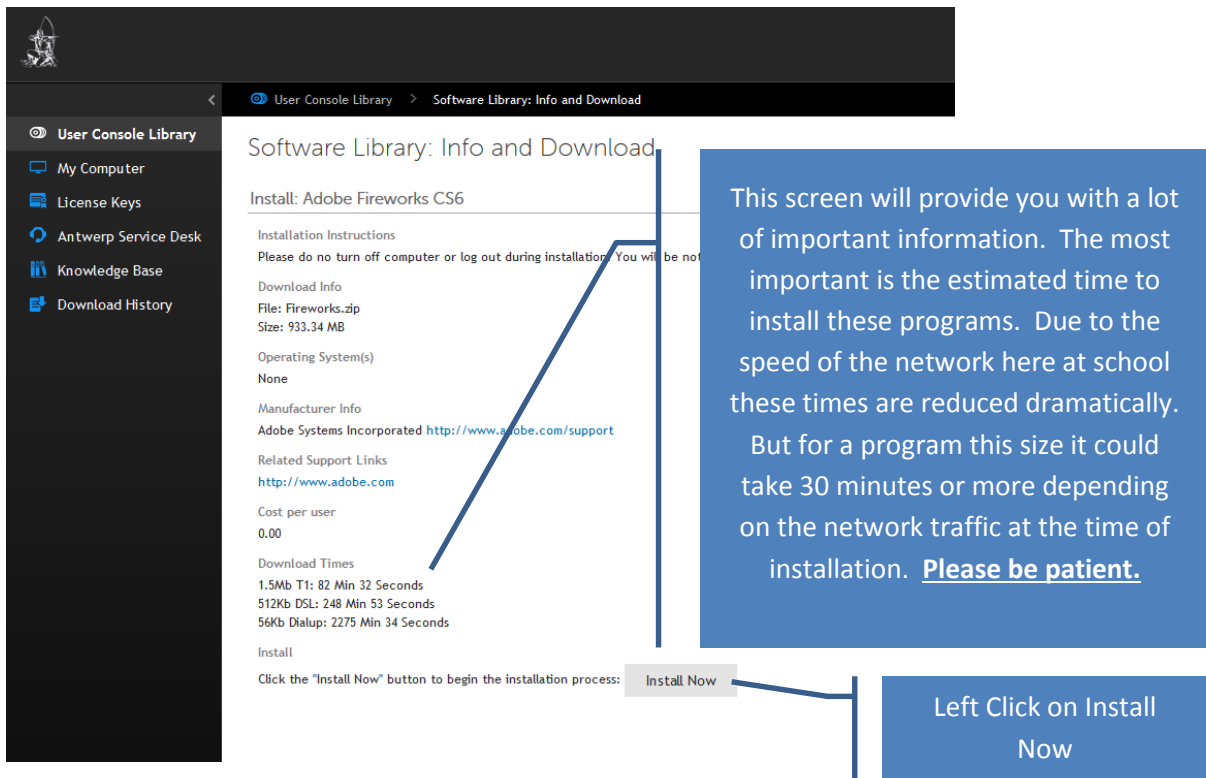 User Console Library > Software Library: Info and Download
<
User Console Library
My Computer
License Keys
Antwerp Service Desk
Knowledge Base
Download History
Software Library: Info and Download
Install: Adobe Fireworks CS6
Installation Instructions
Please do no turn off computer or log out during installation. You will be not
Download Info
File: Fireworks.zip
Size: 933.34 MB
Operating System(s)
None
Manufacturer Info
Adobe Systems Incorporated http://www.adobe.com/support
Related Support Links
http://www.adobe.com
Cost per user
0.00
Download Times
1.5Mb T1: 82 Min 32 Seconds
512Kb DSL: 248 Min 53 Seconds
56Kb Dialup: 2275 Min 34 Seconds
Install
Click the "Install Now" button to begin the installation process: Install Now
This screen will provide you with a lot
of important information. The most
important is the estimated time to
install these programs. Due to the
speed of the network here at school
these times are reduced dramatically.
But for a program this size it could
take 30 minutes or more depending
on the network traffic at the time of
installation. Please be patient.
Left Click on Install
Now